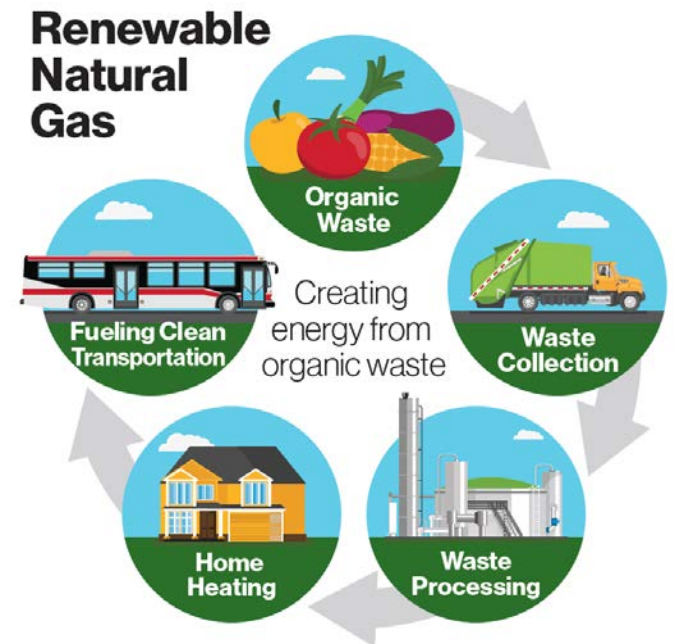 Renewable
Natural
Gas
Organic
Waste
Waste
Collection
Waste
Processing
Home
Heating
Fueling Clean
Transportation
Creating
energy from
organic waste